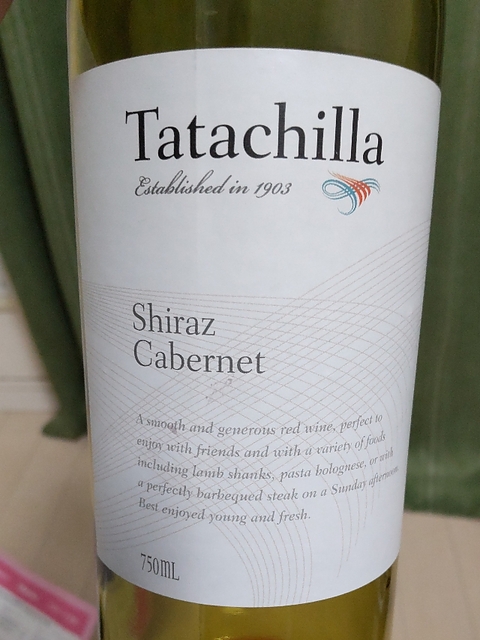 Tatachilla
Established in 1903
Shiraz
Cabernet
A smooth and generous red wine, perfect to
enjoy with friends and with a variety of foods
including lamb shanks, pasta bolognese, or with
a perfectly barbequed steak on a Sunday afternoon.
Best enjoyed young and fresh.
750mL